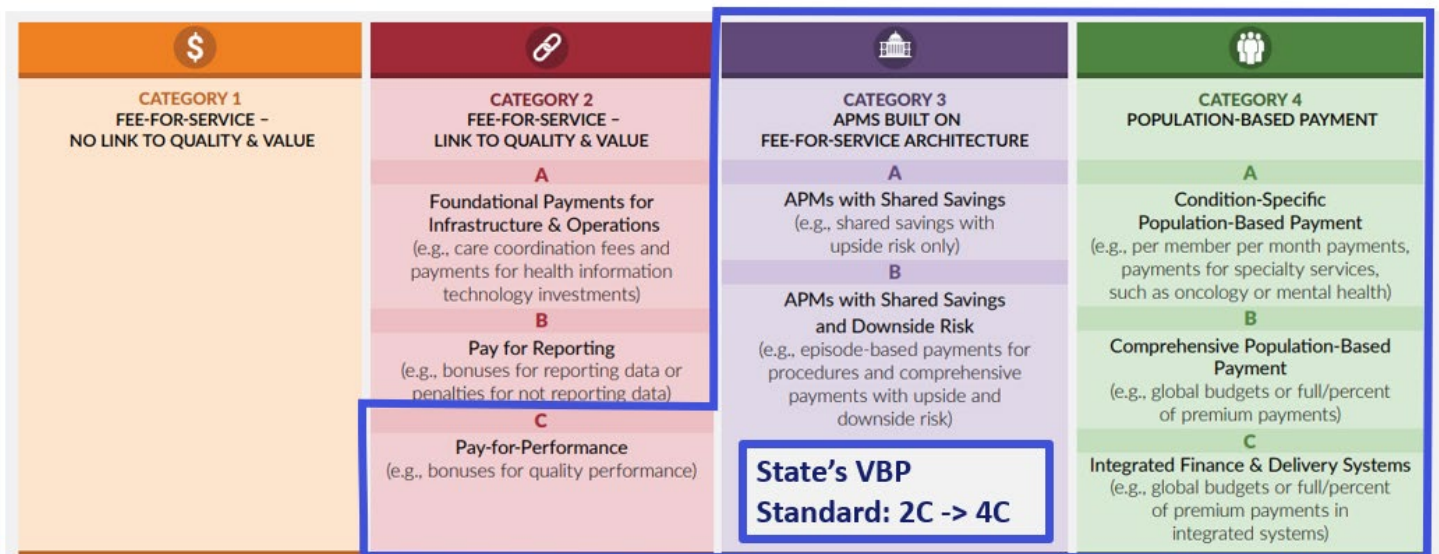 $
CATEGORY 1
FEE-FOR-SERVICE –
NO LINK TO QUALITY & VALUE
CATEGORY 2
FEE-FOR-SERVICE –
LINK TO QUALITY & VALUE
A
Foundational Payments for
Infrastructure & Operations
(e.g., care coordination fees and
payments for health information
technology investments)
B
Pay for Reporting
(e.g., bonuses for reporting data or
penalties for not reporting data)
C
Pay-for-Performance
(e.g., bonuses for quality performance)
CATEGORY 3
APMS BUILT ON
FEE-FOR-SERVICE ARCHITECTURE
A
APMs with Shared Savings
(e.g., shared savings with
upside risk only)
B
APMs with Shared Savings
and Downside Risk
(e.g., episode-based payments for
procedures and comprehensive
payments with upside and
downside risk)
State's VBP
Standard: 2C -> 4C
CATEGORY 4
POPULATION-BASED PAYMENT
A
Condition-Specific
Population-Based Payment
(e.g., per member per month payments,
payments for specialty services,
such as oncology or mental health)
B
Comprehensive Population-Based
Payment
(e.g., global budgets or full/percent
of premium payments)
C
Integrated Finance & Delivery Systems
(e.g., global budgets or full/percent
of premium payments in
integrated systems)